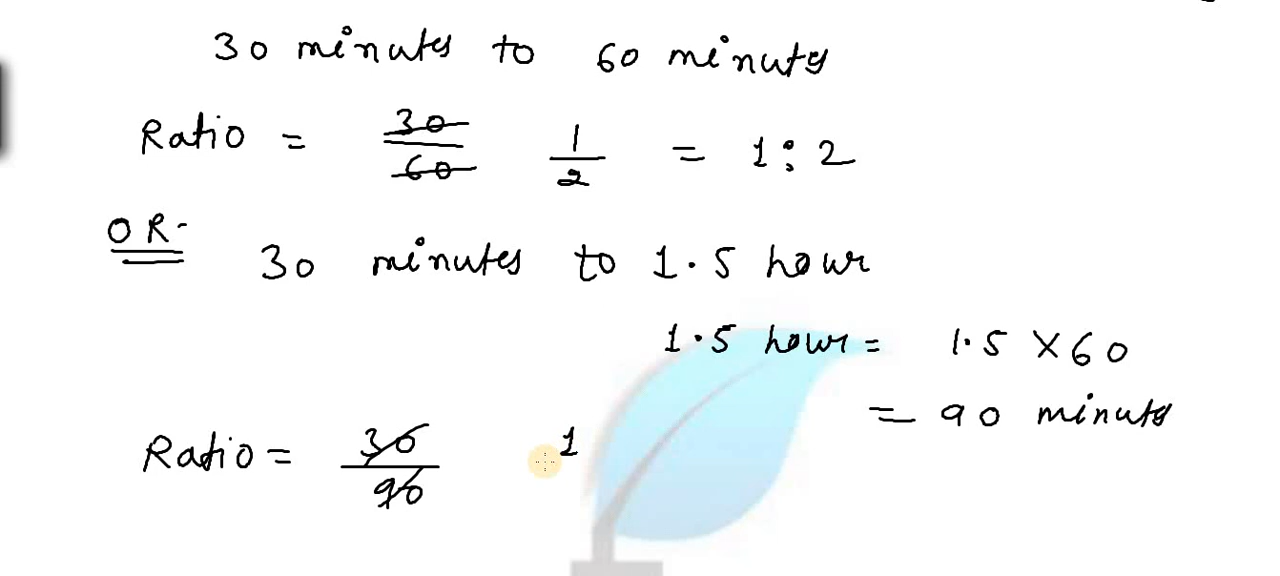 30 minutes to 60 minutes
Ratio = 30/60 1/2 = 1:2
OR-
30 minutes to 1.5 hour
1.5 hour = 1.5 × 60
= 90 minutes
Ratio = 30/90 1